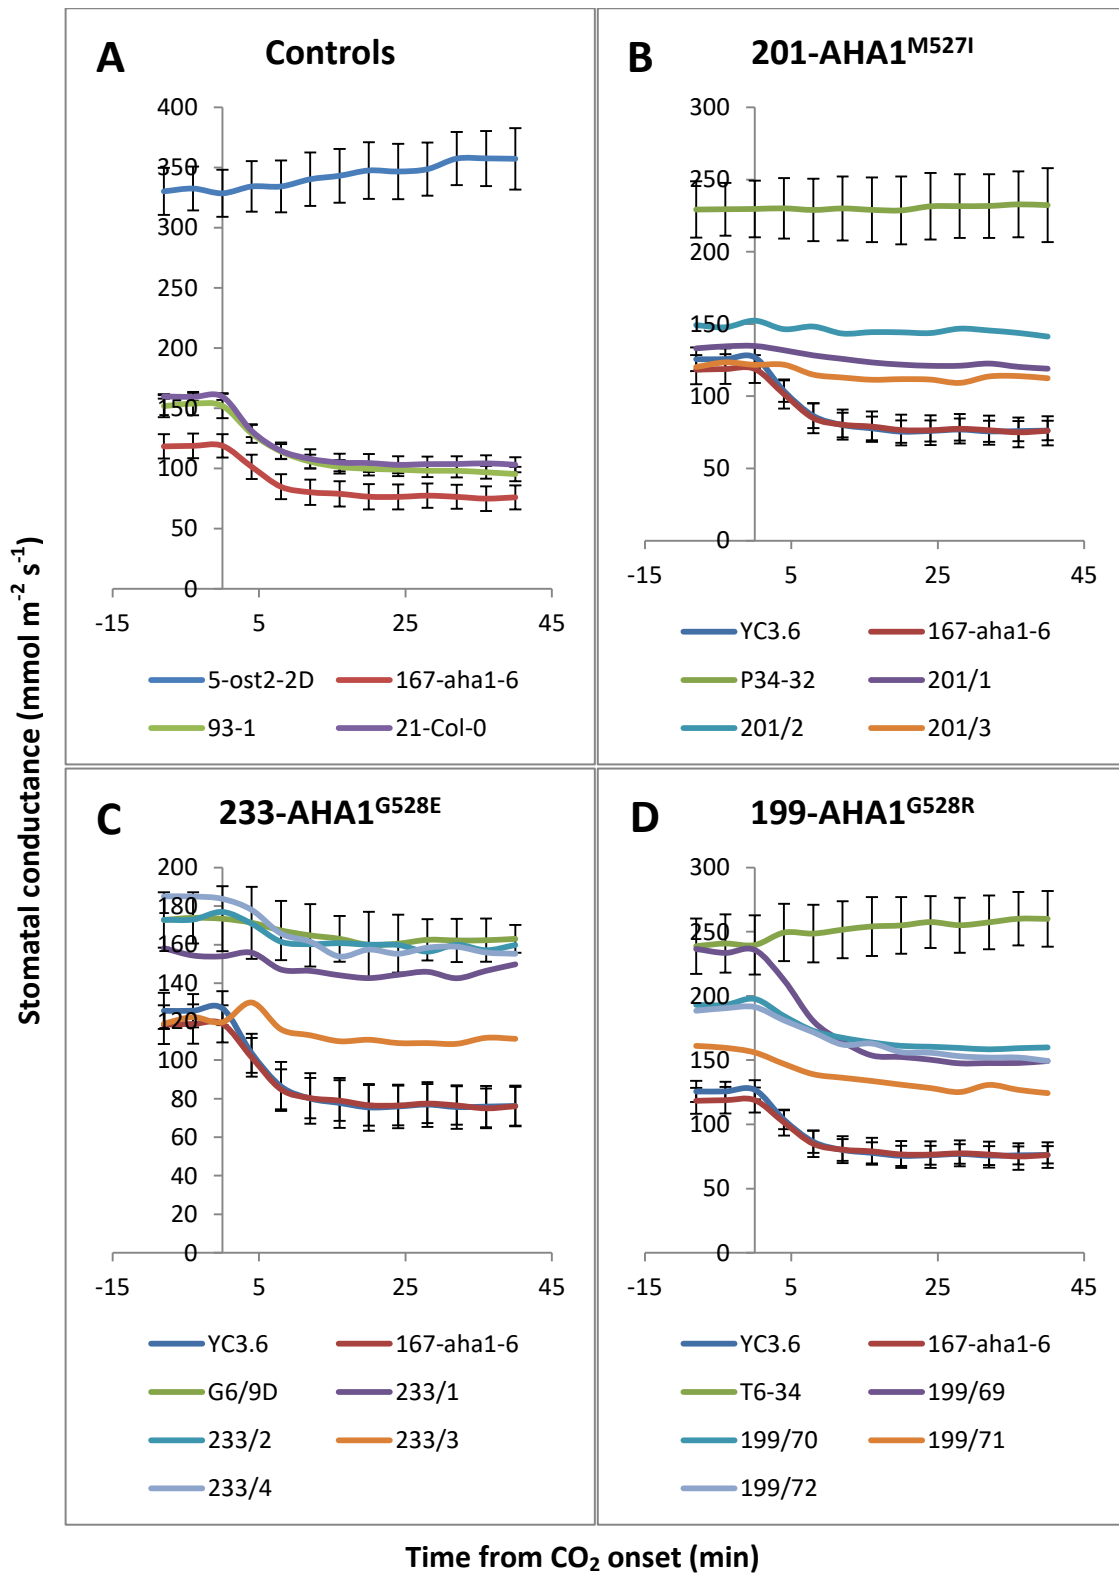 Stomatal conductance (mmol m-2 s-1)
A Controls
400
350
300
250
200
150
100
50
0
-15 5 25 45
5-ost2-2D 167-aha1-6
93-1 21-Col-0
B 201-AHA1M527I
300
250
200
150
100
50
0
-15 5 25 45
YC3.6 167-aha1-6
P34-32 201/1
201/2 201/3
C 233-AHA1G528E
200
180
160
140
120
100
80
60
40
20
0
-15 5 25 45
YC3.6 167-aha1-6
G6/9D 233/1
233/2 233/3
233/4
D 199-AHA1G528R
300
250
200
150
100
50
0
-15 5 25 45
YC3.6 167-aha1-6
T6-34 199/69
199/70 199/71
199/72
Time from CO2 onset (min)